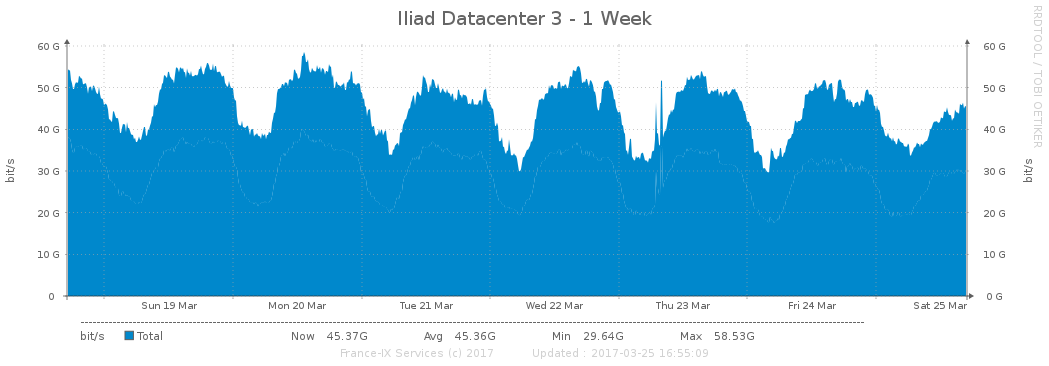 Iliad Datacenter 3 - 1 Week
RRDTOOL / TOBI OETIKER
60 G 60 G
50 G 50 G
40 G 40 G
30 G 30 G
20 G 20 G
10 G 10 G
0 0 G
bit/s
bit/s
Sun 19 Mar Mon 20 Mar Tue 21 Mar Wed 22 Mar Thu 23 Mar Fri 24 Mar Sat 25 Mar
bit/s Total Now 45.37G Avg 45.36G Min 29.64G Max 58.53G
France-IX Services (c) 2017 Updated : 2017-03-25 16:55:09